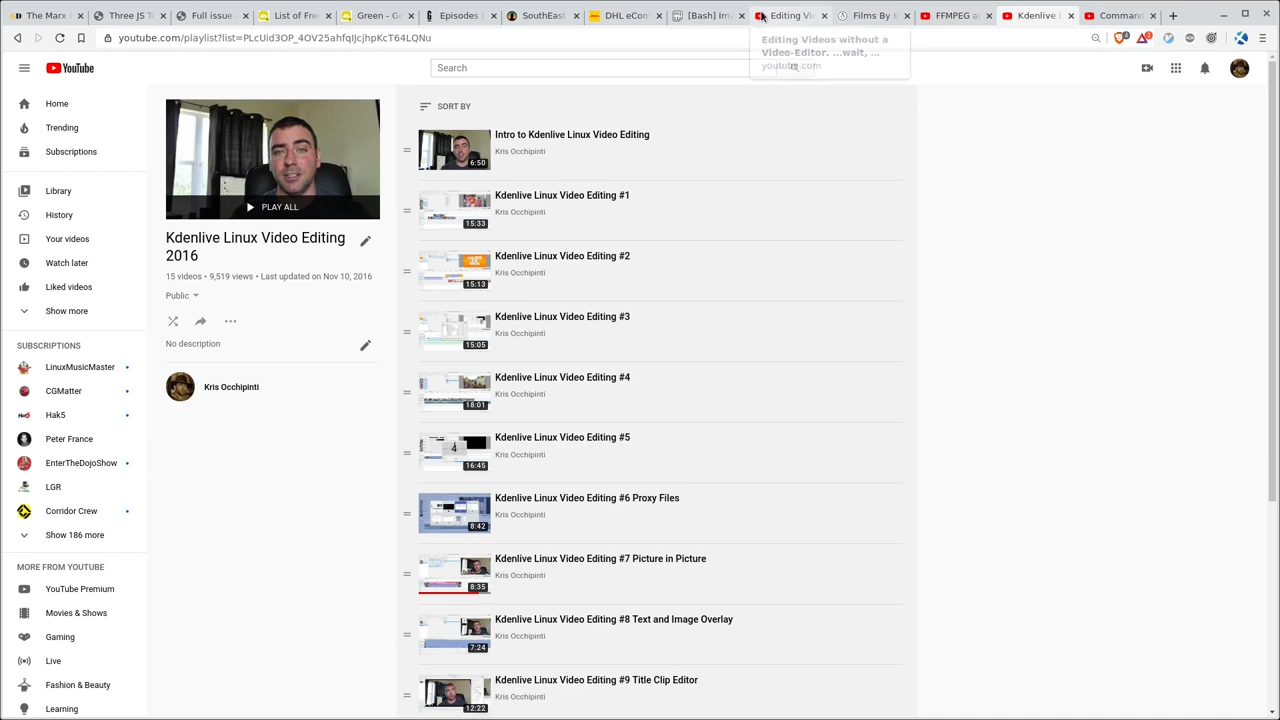 The Marx
Three JS T
Full issue
List of Fi
Green - Ge
Episodes |
SouthEast
DHL eCom
[Bash] Ima
Editing Vi
Films By K
FFMPEG a
Kdenlive L
Command
youtube.com/playlist?list=PLcUid3OP_4OV25ahfqIJcjhpKcT64LQNu
Editing Videos without a
Video-Editor. ...wait, ...
youtube.com
YouTube
Search
Home
Trending
Subscriptions
Library
History
Your videos
Watch later
Liked videos
Show more
SUBSCRIPTIONS
LinuxMusicMaster
CGMatter
Hak5
Peter France
EnterTheDojoShow
LGR
Corridor Crew
Show 186 more
MORE FROM YOUTUBE
YouTube Premium
Movies & Shows
Gaming
Live
Fashion & Beauty
Learning
PLAY ALL
Kdenlive Linux Video Editing
2016
15 videos • 9,519 views • Last updated on Nov 10, 2016
Public
No description
Kris Occhipinti
SORT BY
Intro to Kdenlive Linux Video Editing
Kris Occhipinti
6:50
Kdenlive Linux Video Editing #1
Kris Occhipinti
15:33
Kdenlive Linux Video Editing #2
Kris Occhipinti
15:13
Kdenlive Linux Video Editing #3
Kris Occhipinti
15:05
Kdenlive Linux Video Editing #4
Kris Occhipinti
18:01
Kdenlive Linux Video Editing #5
Kris Occhipinti
4
16:45
Kdenlive Linux Video Editing #6 Proxy Files
Kris Occhipinti
8:42
Kdenlive Linux Video Editing #7 Picture in Picture
Kris Occhipinti
8:35
Kdenlive Linux Video Editing #8 Text and Image Overlay
Kris Occhipinti
7:24
Kdenlive Linux Video Editing #9 Title Clip Editor
Kris Occhipinti
12:22